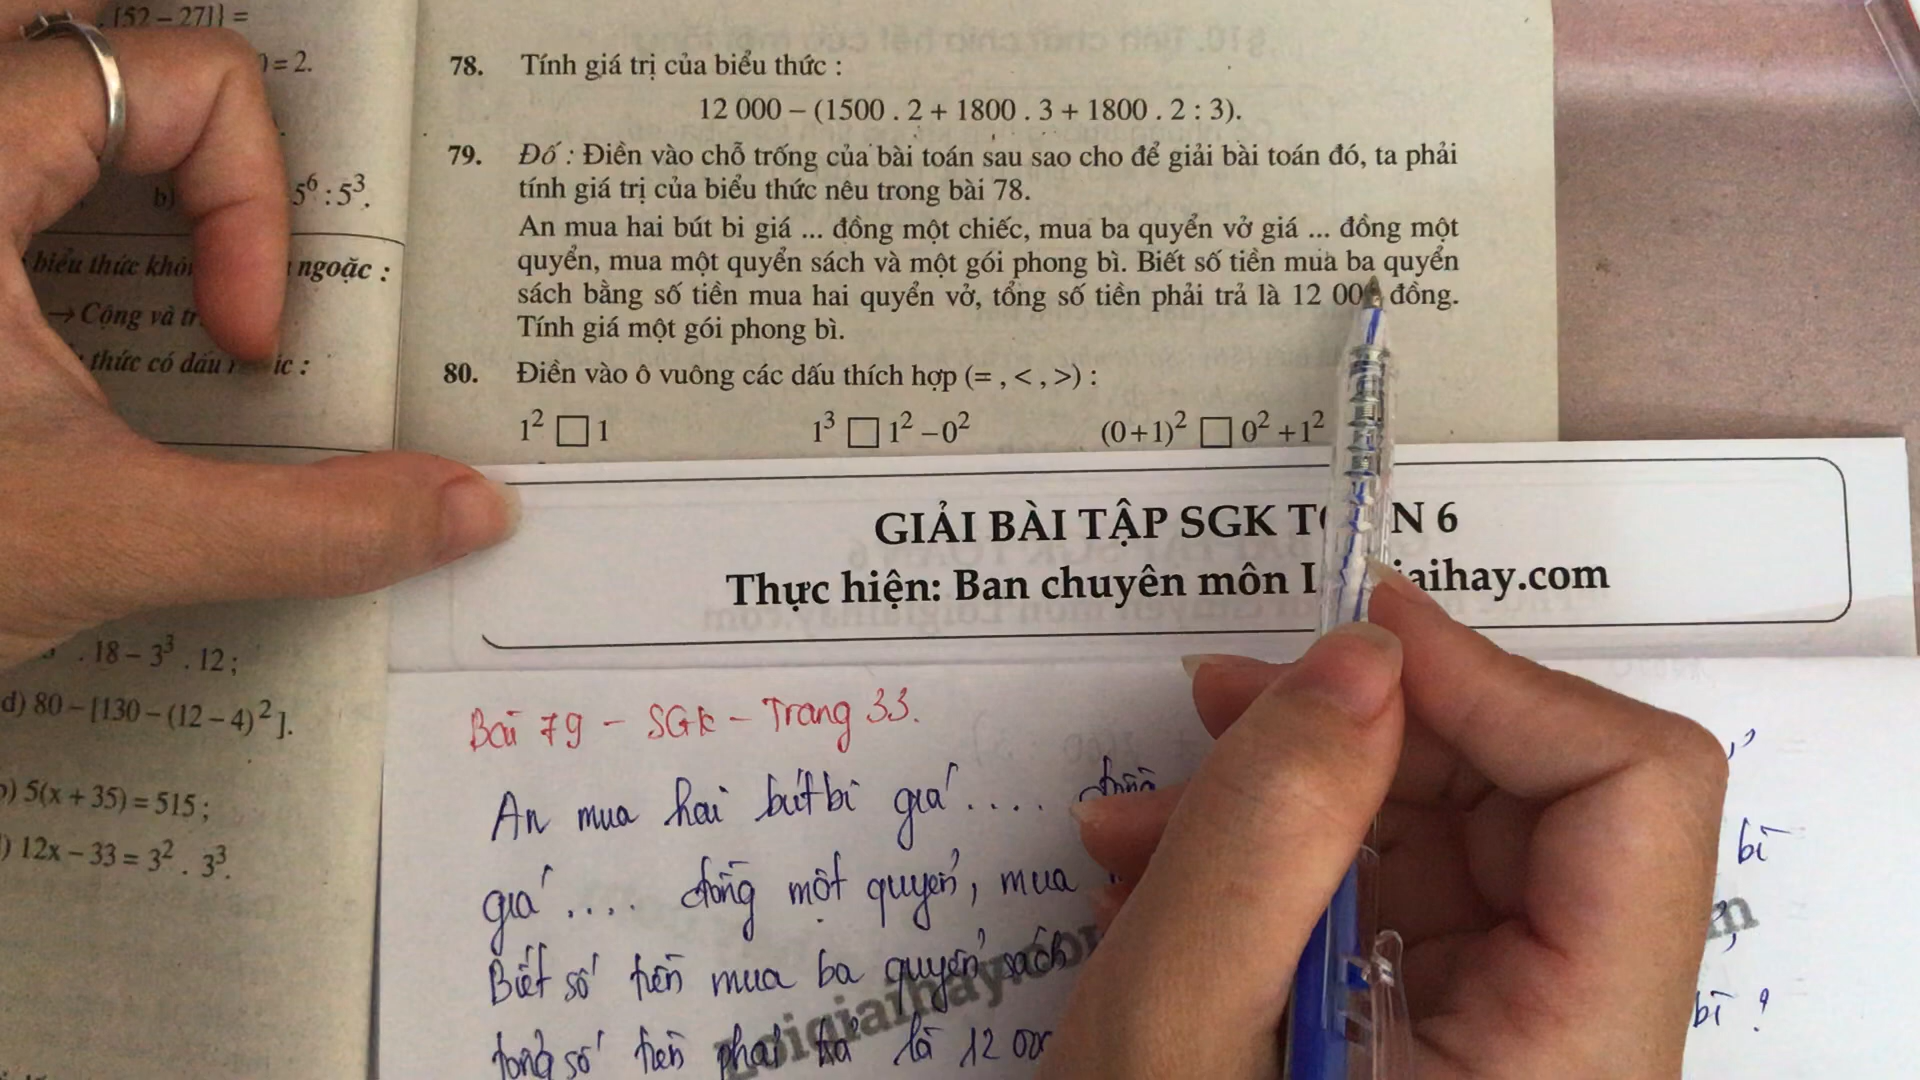 [52 – 27]} =
= 2.
b) 5⁶ : 5³.
biểu thức ngoặc :
→ Cộng và
thức có dấu :
. 18 – 3³ . 12 ;
d) 80 – [130 – (12 – 4)²].
5(x + 35) = 515 ;
12x – 33 = 3² . 3³.
78. Tính giá trị của biểu thức :
12 000 – (1500 . 2 + 1800 . 3 + 1800 . 2 : 3).
79. Đố : Điền vào chỗ trống của bài toán sau sao cho để giải bài toán đó, ta phải
tính giá trị của biểu thức nêu trong bài 78.
An mua hai bút bi giá ... đồng một chiếc, mua ba quyển vở giá ... đồng một
quyển, mua một quyển sách và một gói phong bì. Biết số tiền mua ba quyển
sách bằng số tiền mua hai quyển vở, tổng số tiền phải trả là 12 000 đồng.
Tính giá một gói phong bì.
80. Điền vào ô vuông các dấu thích hợp (= , < , >) :
1² □ 1 1³ □ 1² – 0² (0 + 1)² □ 0² + 1²
GIẢI BÀI TẬP SGK TOÁN 6
Thực hiện: Ban chuyên môn Loigiaihay.com
Bài 79 – SGK – Trang 33.
An mua hai bút bi giá .... đồng
giá .... đồng một quyển, mua
bì
Biết số tiền mua ba quyển sách
tổng số tiền phải trả là 12 00
bì ?
Loigiaihay.com